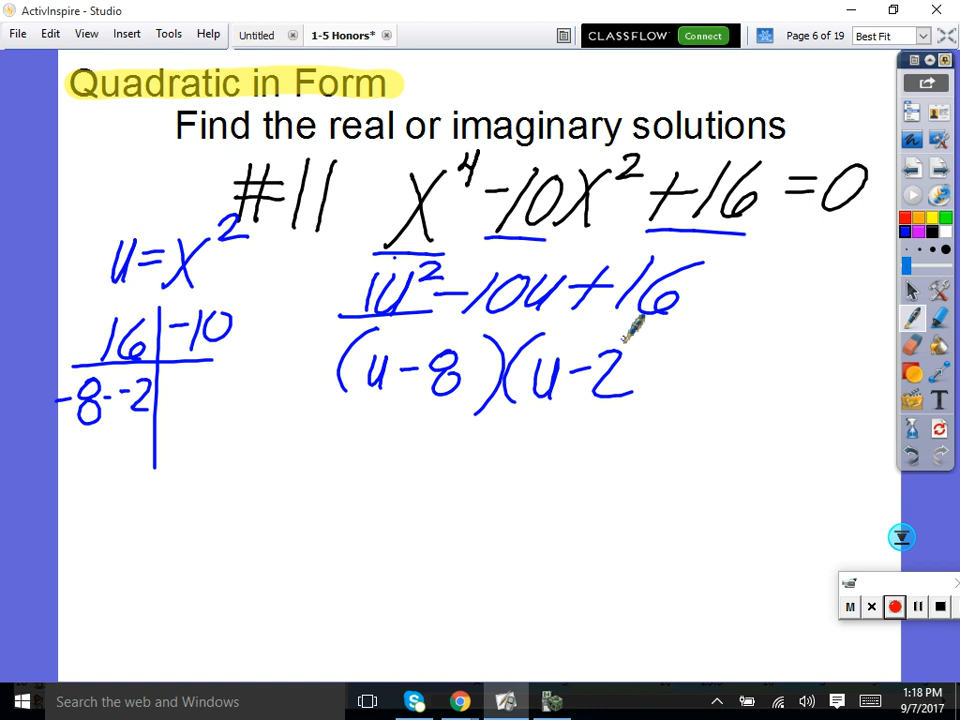 ActivInspire - Studio
File Edit View Insert Tools Help Untitled 1-5 Honors* CLASSFLOW Connect Page 6 of 19 Best Fit
Quadratic in Form
Find the real or imaginary solutions
#11 x⁴ -10x² +16 = 0
u = x²
1u² -10u +16
16 -10
(u - 8)(u - 2
-8 · -2
T
M
Search the web and Windows
1:18 PM
9/7/2017